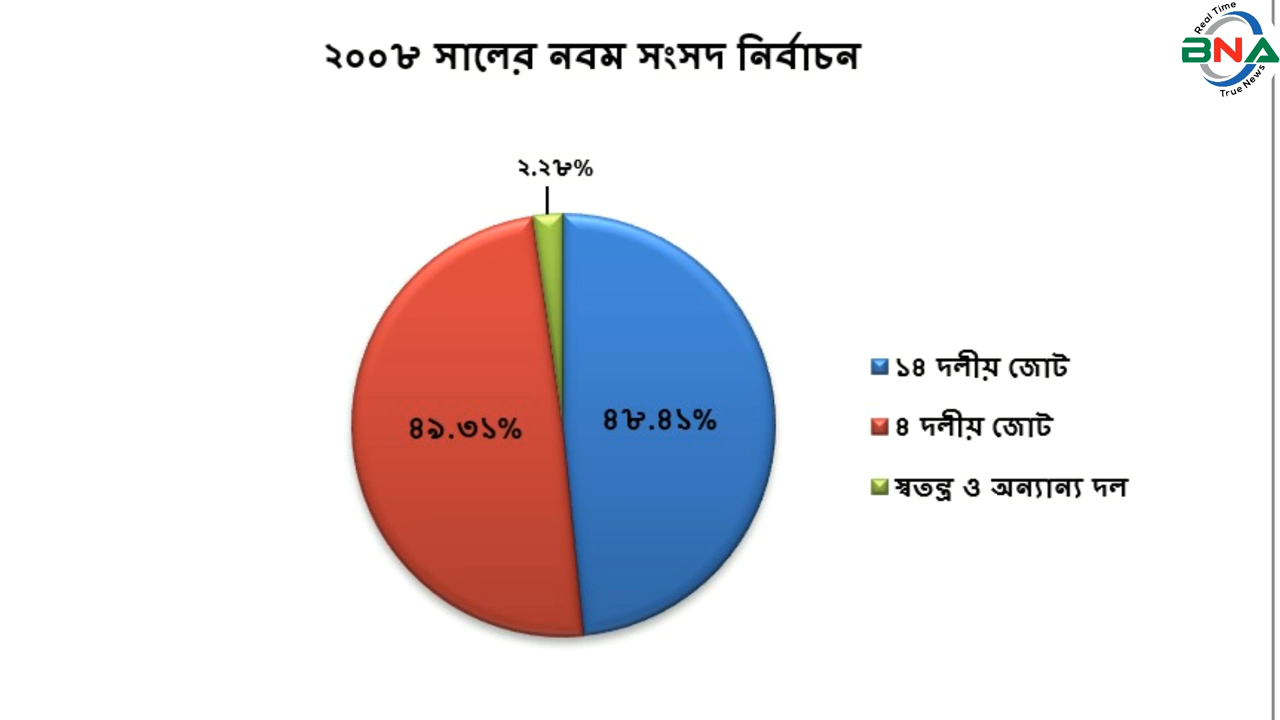 Real Time
BNA
True News
২০০৮ সালের নবম সংসদ নির্বাচন
২.২৮%
৪৯.৩১%
৪৮.৪১%
১৪ দলীয় জোট
৪ দলীয় জোট
স্বতন্ত্র ও অন্যান্য দল